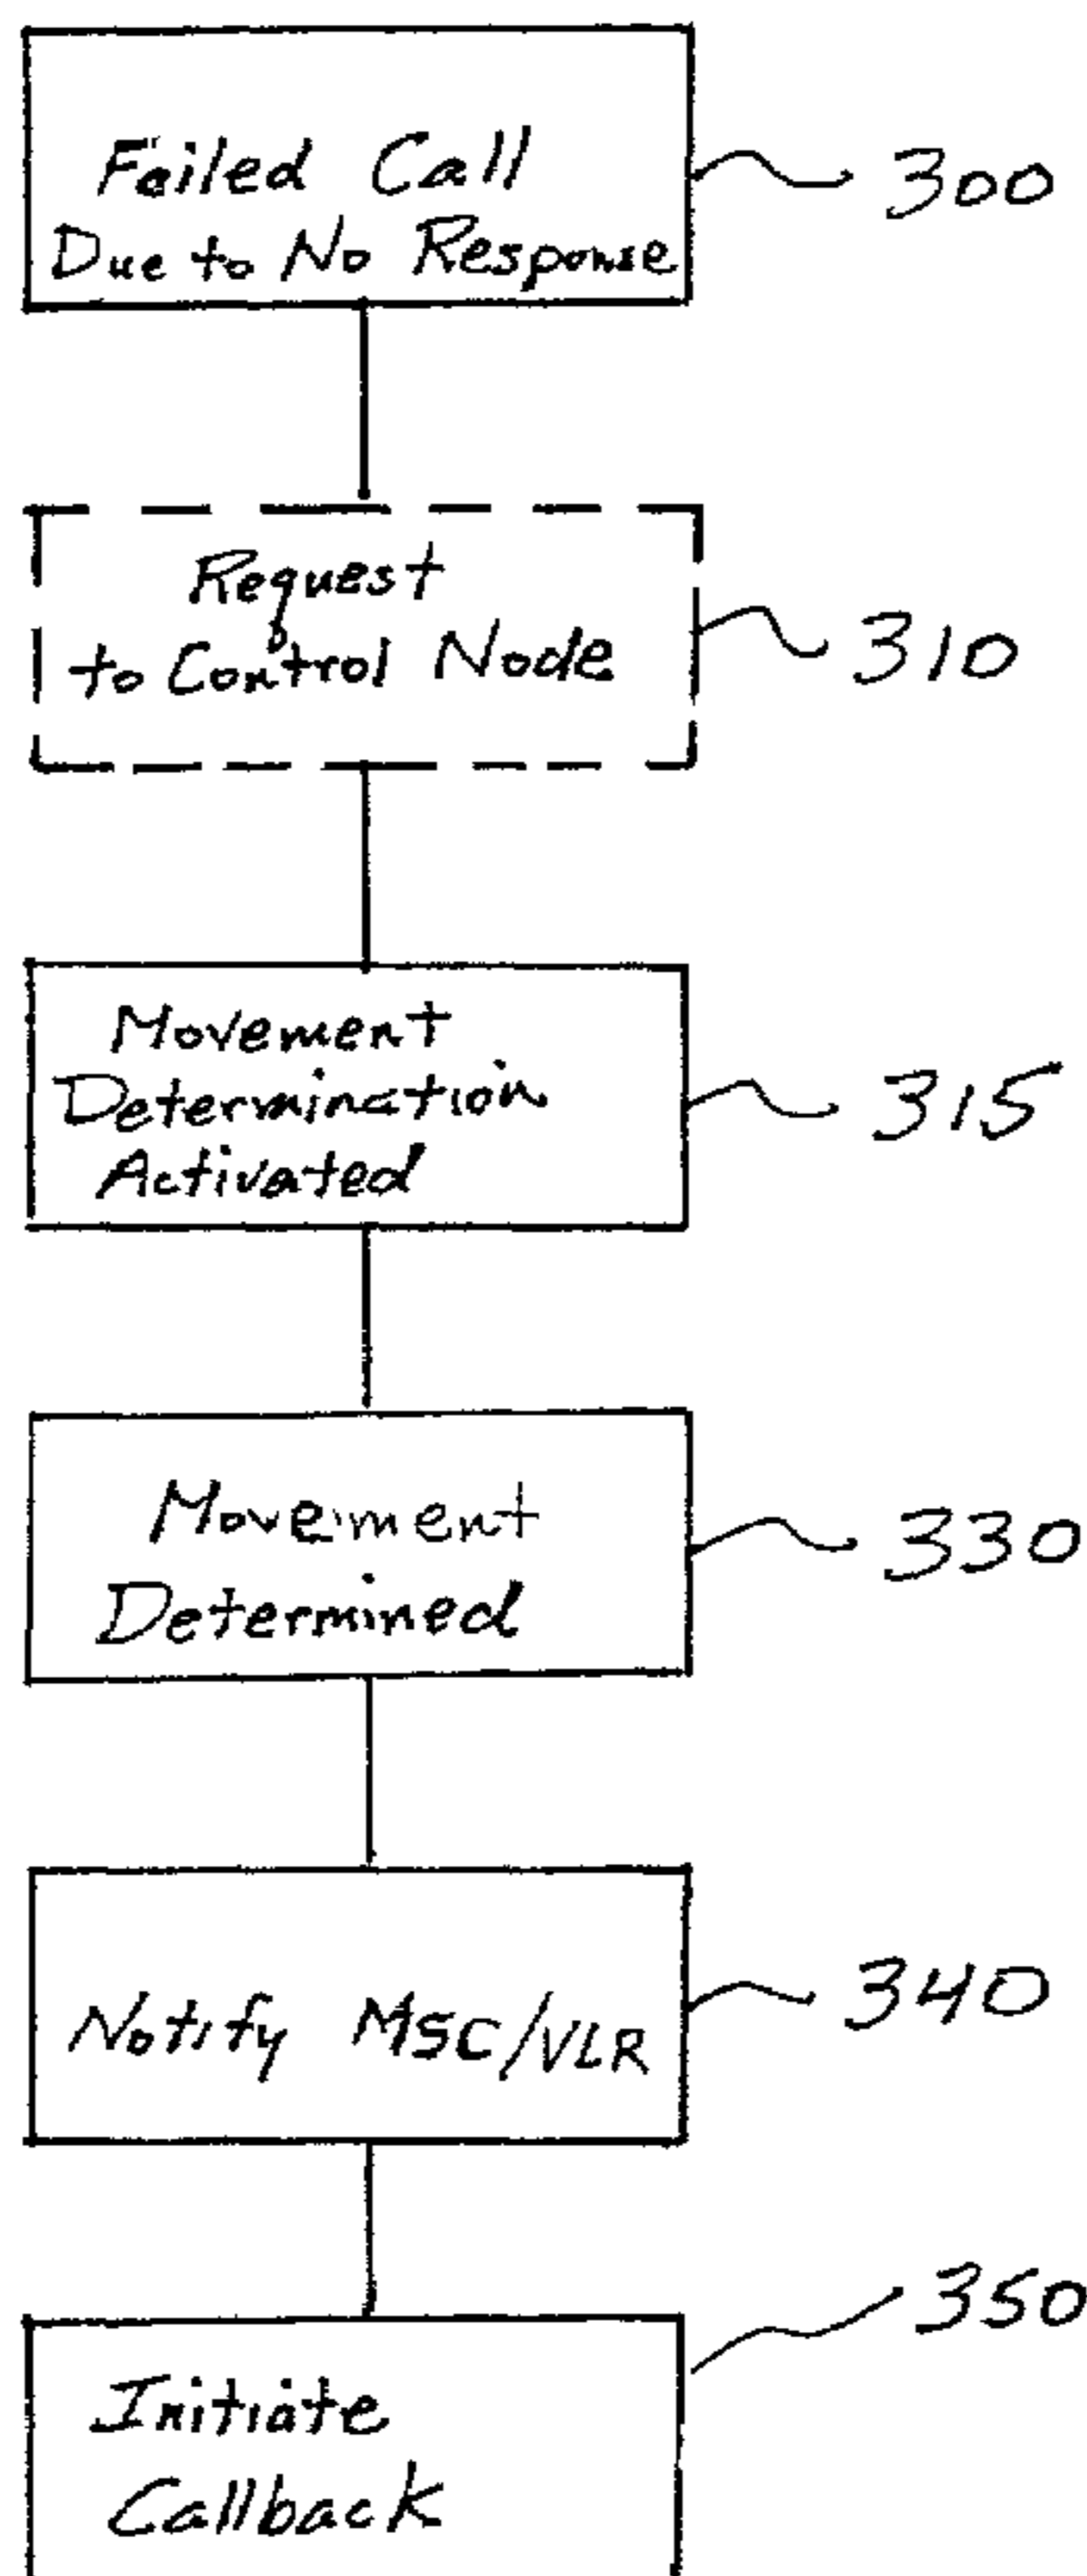 Failed Call
Due to No Response
300
Request
to Control Node
310
Movement
Determination
Activated
315
Movement
Determined
330
Notify MSC/VLR
340
350
Initiate
Callback